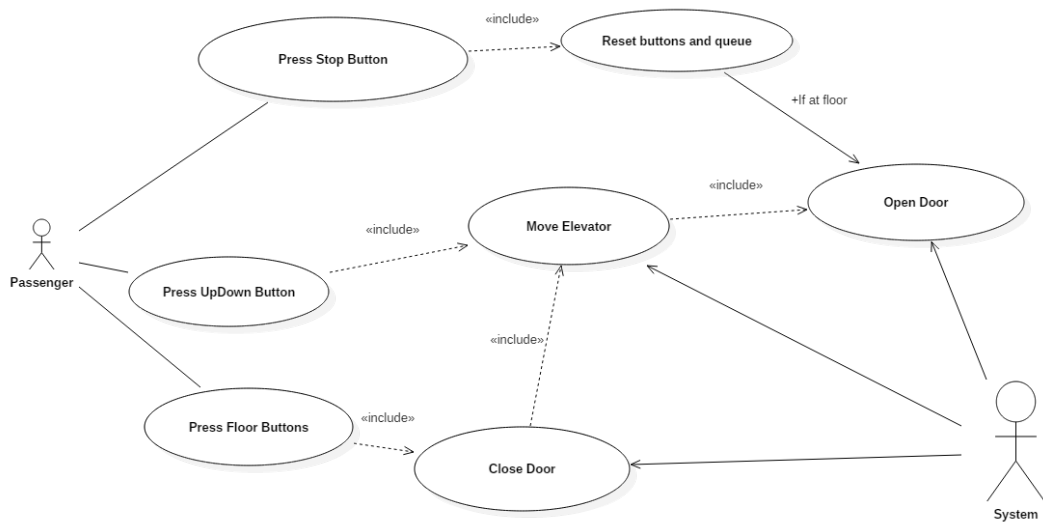 «include»
Press Stop Button
Reset buttons and queue
+If at floor
«include»
Open Door
«include»
Move Elevator
Passenger
Press UpDown Button
«include»
«include»
Press Floor Buttons
Close Door
System